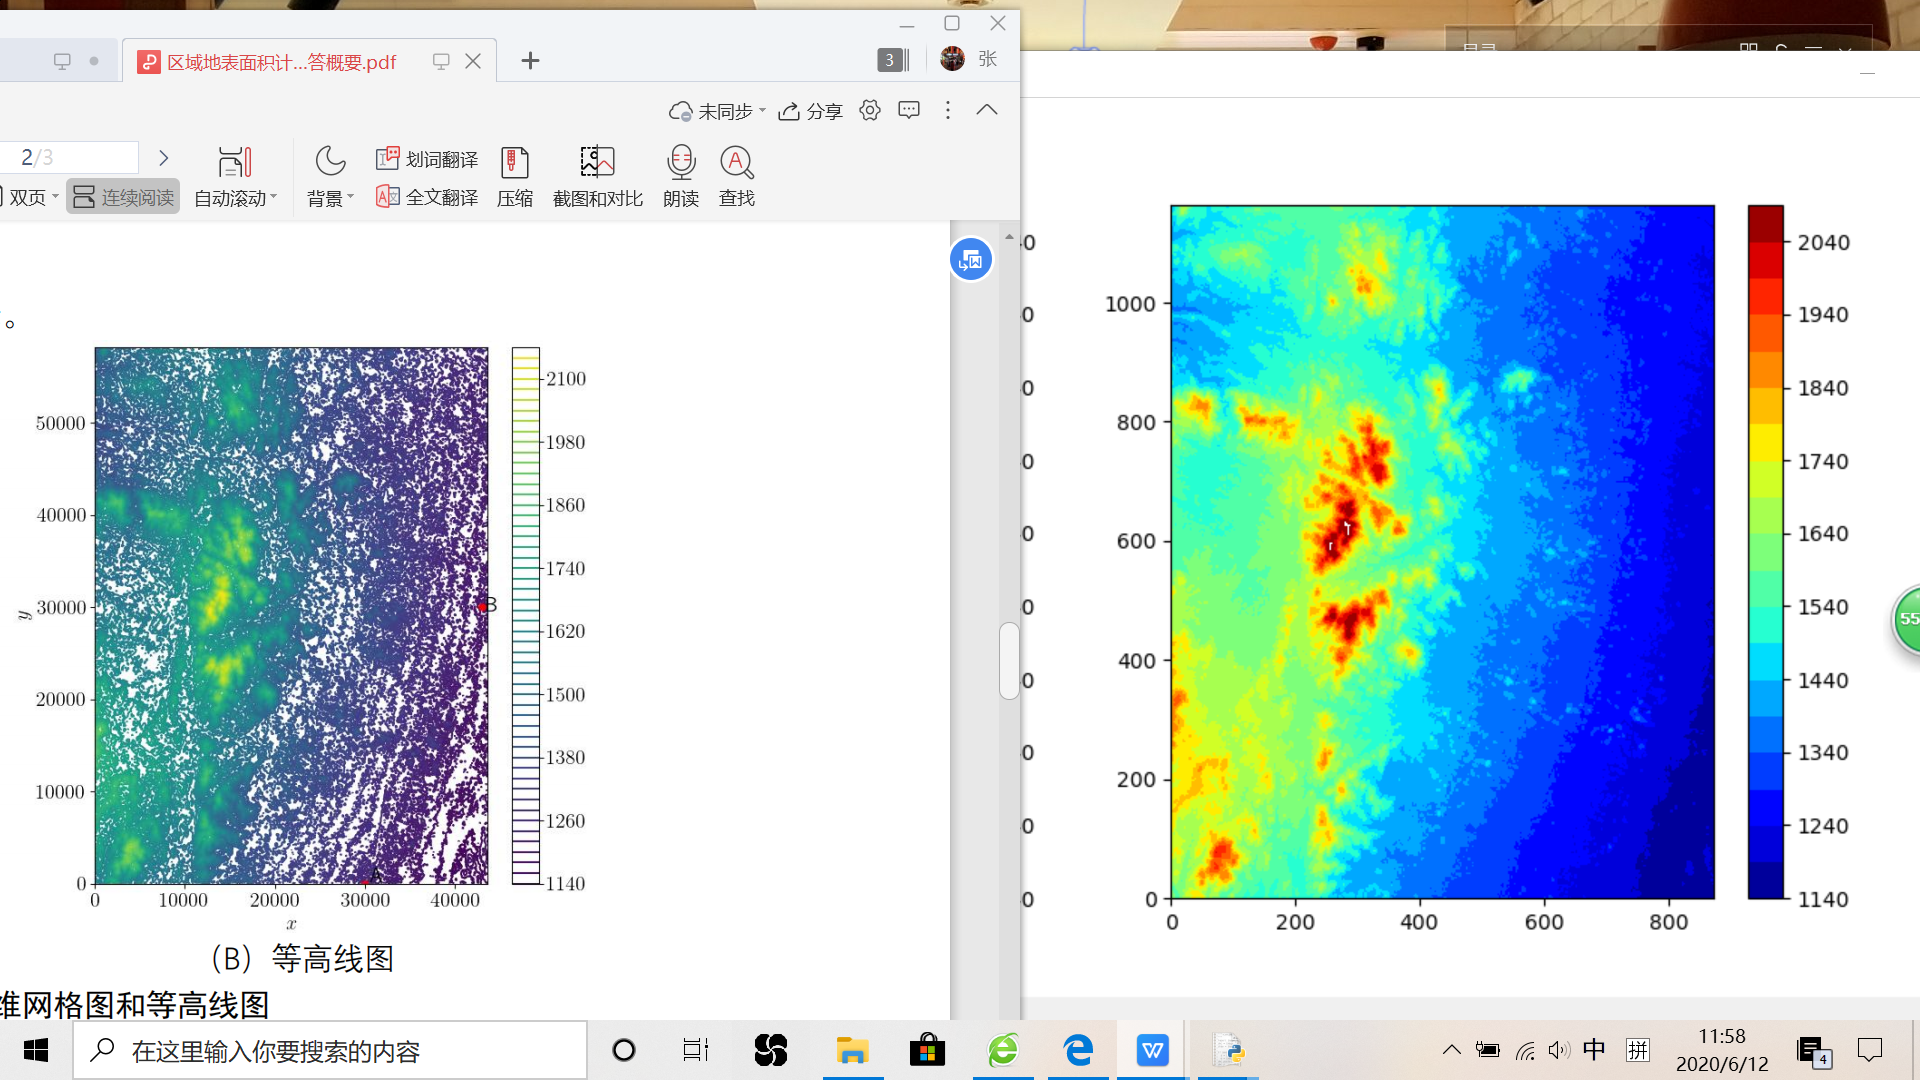 区域地表面积计...答概要.pdf
3
张
未同步
分享
2/3
双页
连续阅读
自动滚动
背景
划词翻译
全文翻译
压缩
截图和对比
朗读
查找
。
50000
40000
30000
20000
10000
0
y
0
10000
20000
30000
40000
x
A
B
2100
1980
1860
1740
1620
1500
1380
1260
1140
（B）等高线图
维网格图和等高线图
1000
800
600
400
200
0
0
200
400
600
800
2040
1940
1840
1740
1640
1540
1440
1340
1240
1140
55
在这里输入你要搜索的内容
中
拼
11:58
2020/6/12
4